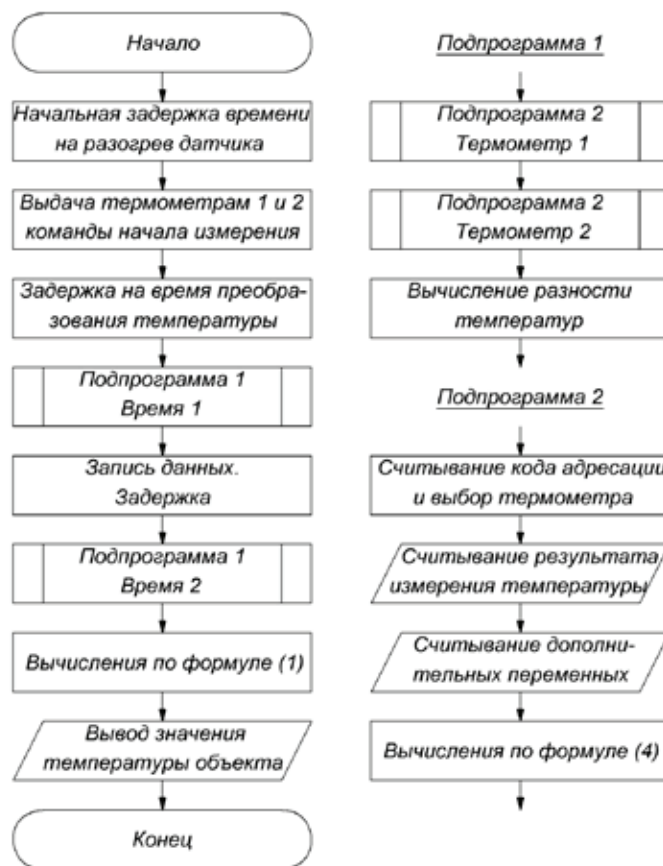 Начало
Начальная задержка времени
на разогрев датчика
Выдача термометрам 1 и 2
команды начала измерения
Задержка на время преобра-
зования температуры
Подпрограмма 1
Время 1
Запись данных.
Задержка
Подпрограмма 1
Время 2
Вычисления по формуле (1)
Вывод значения
температуры объекта
Конец
Подпрограмма 1
Подпрограмма 2
Термометр 1
Подпрограмма 2
Термометр 2
Вычисление разности
температур
Подпрограмма 2
Считывание кода адресации
и выбор термометра
Считывание результата
измерения температуры
Считывание дополни-
тельных переменных
Вычисления по формуле (4)